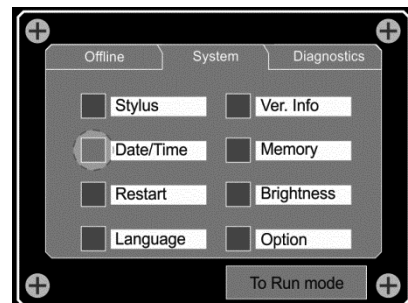 Offline System Diagnostics
Stylus Ver. Info
Date/Time Memory
Restart Brightness
Language Option
To Run mode